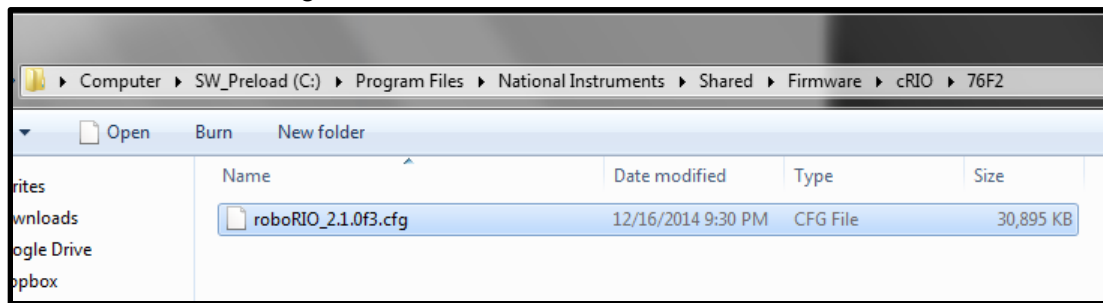 Computer ▸ SW_Preload (C:) ▸ Program Files ▸ National Instruments ▸ Shared ▸ Firmware ▸ cRIO ▸ 76F2
Open Burn New folder
Name Date modified Type Size
rites
roboRIO_2.1.0f3.cfg 12/16/2014 9:30 PM CFG File 30,895 KB
wnloads
ogle Drive
opbox